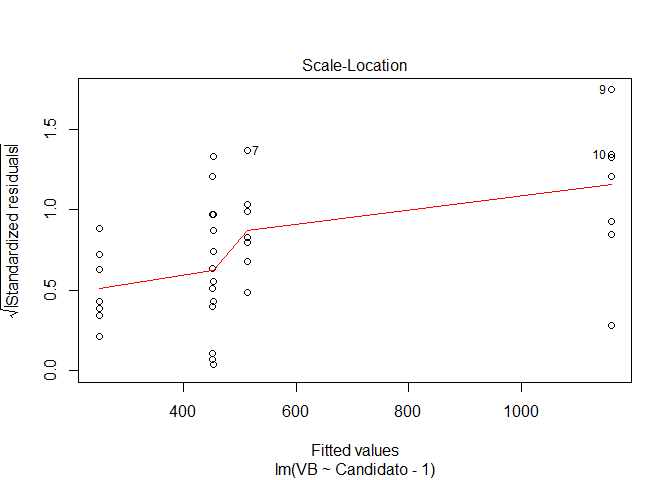 Scale-Location
√|Standardized residuals|
1.5
1.0
0.5
0.0
9
10
7
400
600
800
1000
Fitted values
lm(VB ~ Candidato - 1)